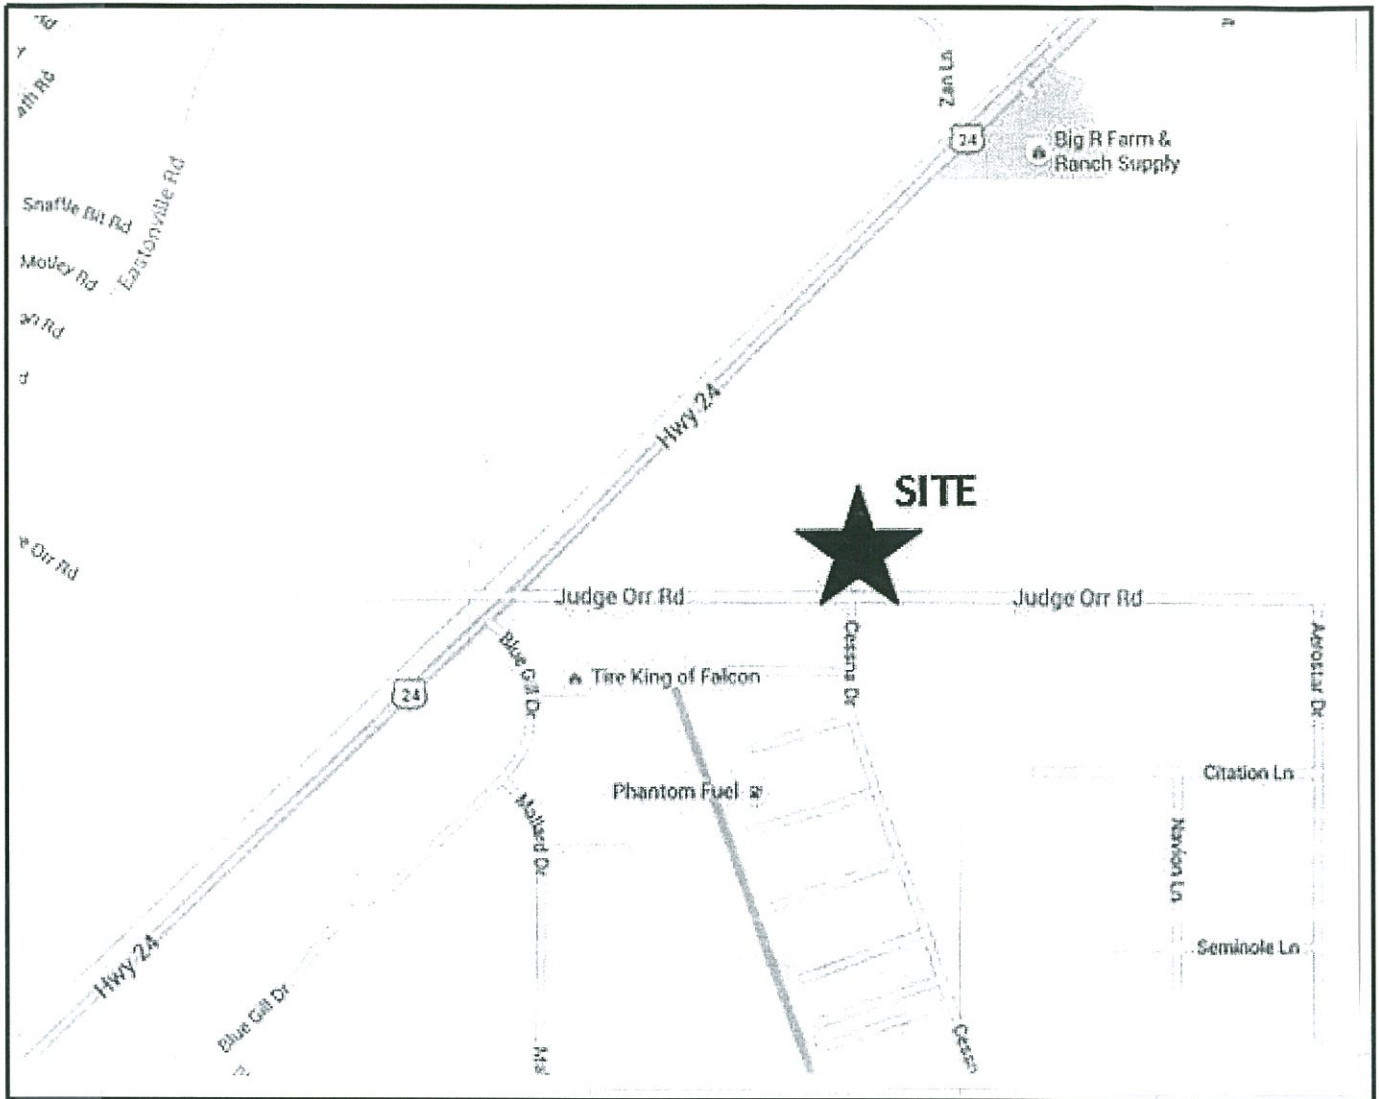 Zan Ln
24
Big R Farm &
Ranch Supply
Eastonville Rd
Snaffle Bit Rd
Motley Rd
Hwy 24
SITE
Orr Rd
Judge Orr Rd
Judge Orr Rd
Blue Gill Dr
Cessna Dr
Aerostar Dr
Tire King of Falcon
24
Phantom Fuel
Citation Ln
Mallard Dr
Navion Ln
Hwy 24
Seminole Ln
Blue Gill Dr